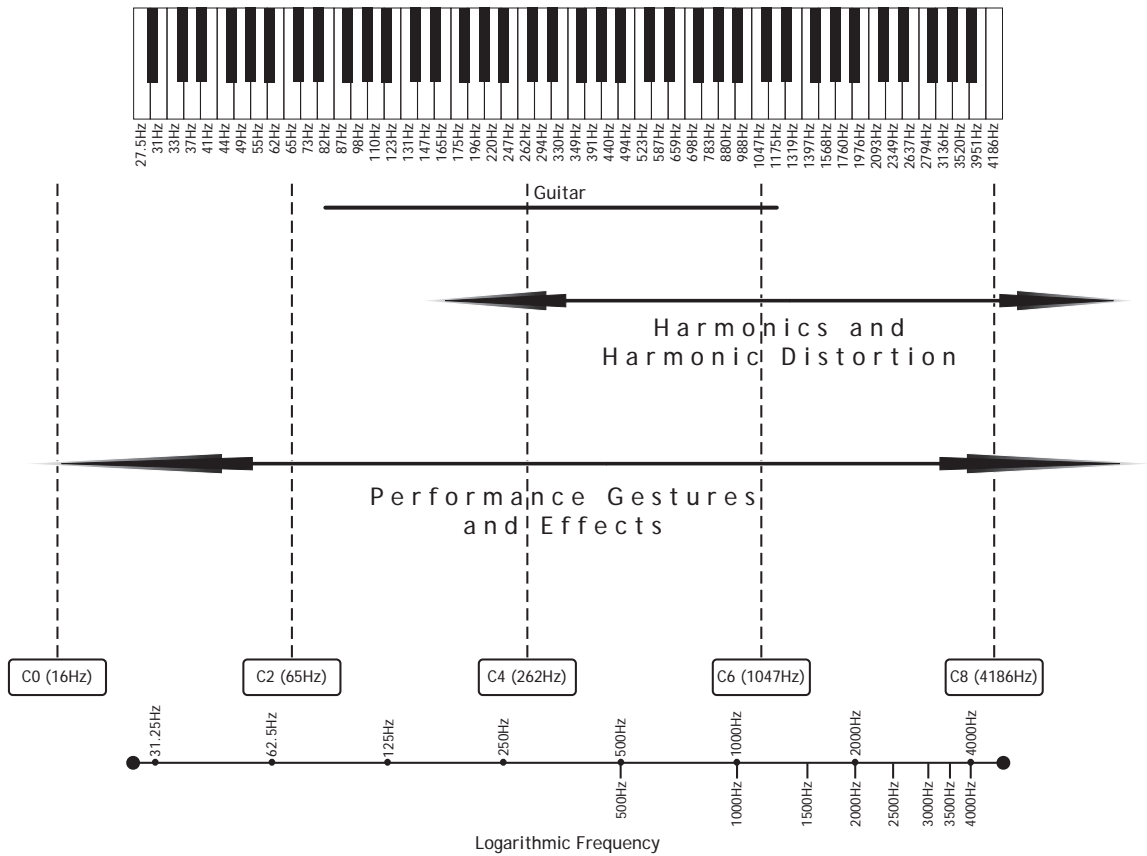 27.5Hz
31Hz
33Hz
37Hz
41Hz
44Hz
49Hz
55Hz
62Hz
65Hz
73Hz
82Hz
87Hz
98Hz
110Hz
123Hz
131Hz
147Hz
165Hz
175Hz
196Hz
220Hz
247Hz
262Hz
294Hz
330Hz
349Hz
391Hz
440Hz
494Hz
523Hz
587Hz
659Hz
698Hz
783Hz
880Hz
988Hz
1047Hz
1175Hz
1319Hz
1397Hz
1568Hz
1760Hz
1976Hz
2093Hz
2349Hz
2637Hz
2794Hz
3136Hz
3520Hz
3951Hz
4186Hz
Guitar
Harmonics and
Harmonic Distortion
Performance Gestures
and Effects
C0 (16Hz)
C2 (65Hz)
C4 (262Hz)
C6 (1047Hz)
C8 (4186Hz)
31.25Hz
62.5Hz
125Hz
250Hz
500Hz
1000Hz
2000Hz
4000Hz
500Hz
1000Hz
1500Hz
2000Hz
2500Hz
3000Hz
3500Hz
4000Hz
Logarithmic Frequency